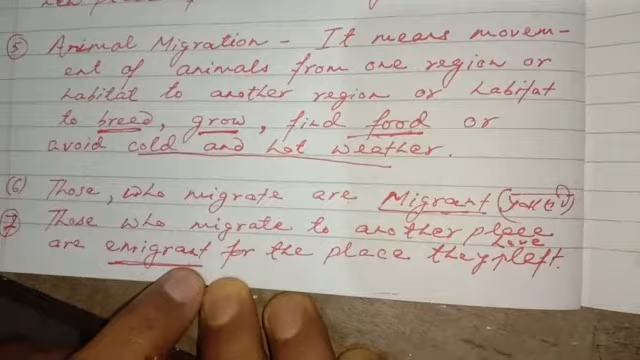 ⑤ Animal Migration - It means movem-
ent of animals from one region or
habitat to another region or habitat
to breed, grow, find food or
avoid cold and hot weather.
(6) Those, who migrate are Migrant
⑦ Those who migrate to another place
are emigrant for the place they have left.